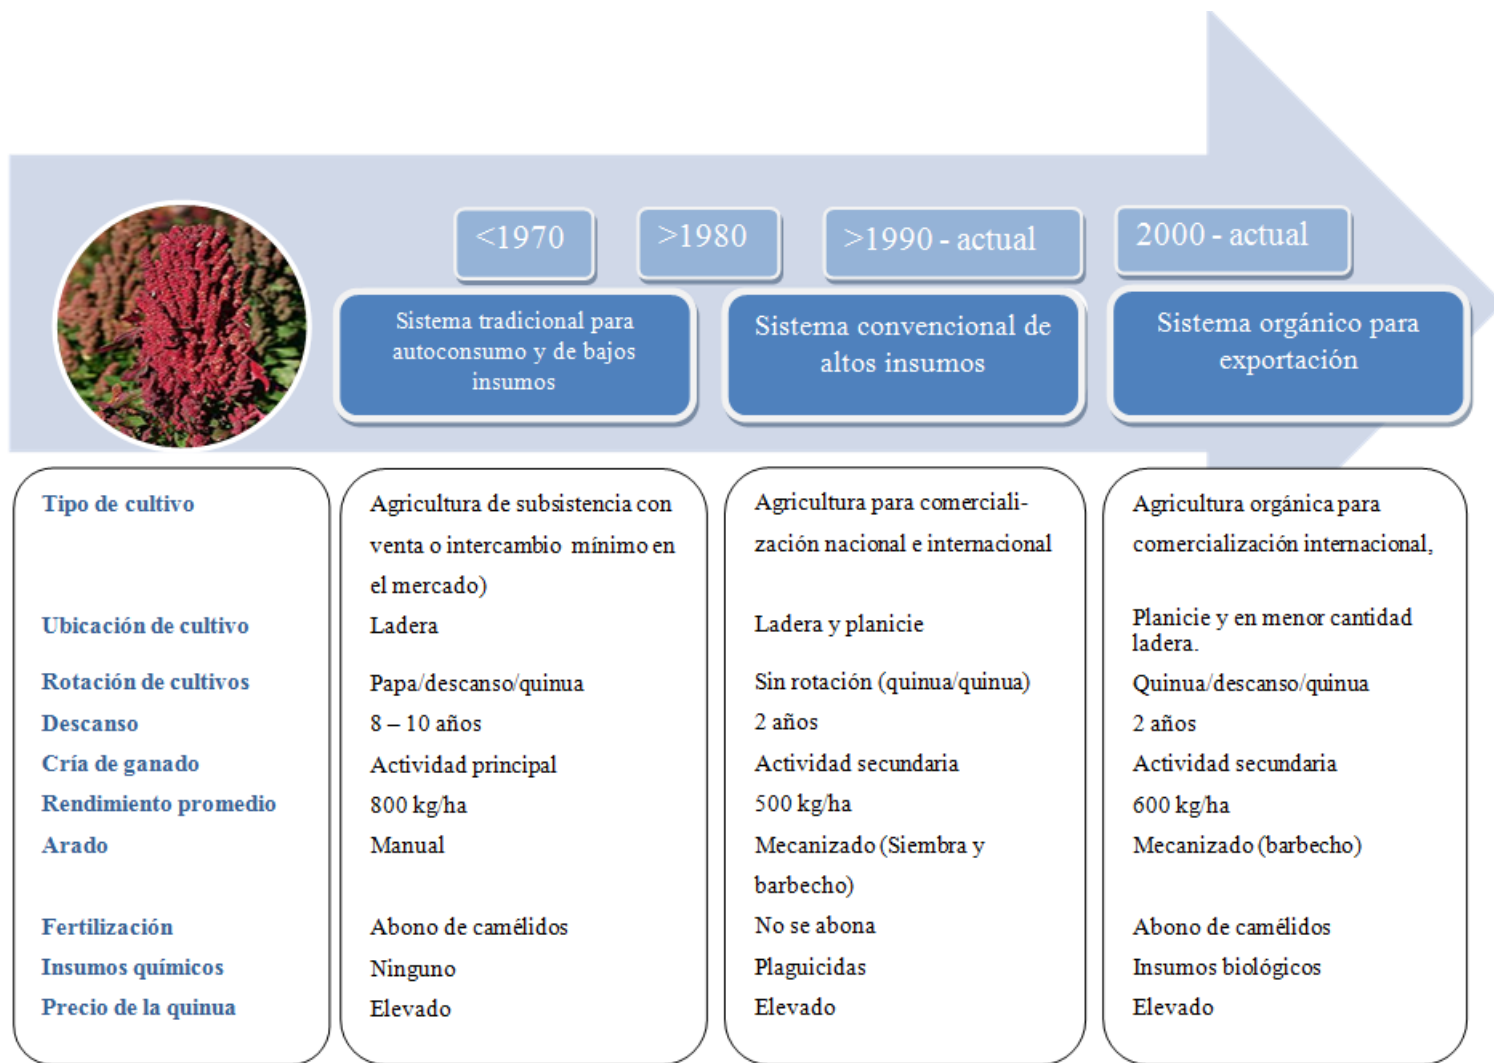 <1970
>1980
>1990 - actual
2000 - actual
Sistema tradicional para
autoconsumo y de bajos
insumos
Sistema convencional de
altos insumos
Sistema orgánico para
exportación
Tipo de cultivo
Agricultura de subsistencia con
venta o intercambio mínimo en
el mercado)
Agricultura para comerciali-
zación nacional e internacional
Agricultura orgánica para
comercialización internacional,
Ubicación de cultivo
Ladera
Ladera y planicie
Planicie y en menor cantidad
ladera.
Rotación de cultivos
Papa/descanso/quinua
Sin rotación (quinua/quinua)
Quinua/descanso/quinua
Descanso
8 – 10 años
2 años
2 años
Cría de ganado
Actividad principal
Actividad secundaria
Actividad secundaria
Rendimiento promedio
800 kg/ha
500 kg/ha
600 kg/ha
Arado
Manual
Mecanizado (Siembra y
barbecho)
Mecanizado (barbecho)
Fertilización
Abono de camélidos
No se abona
Abono de camélidos
Insumos químicos
Ninguno
Plaguicidas
Insumos biológicos
Precio de la quinua
Elevado
Elevado
Elevado